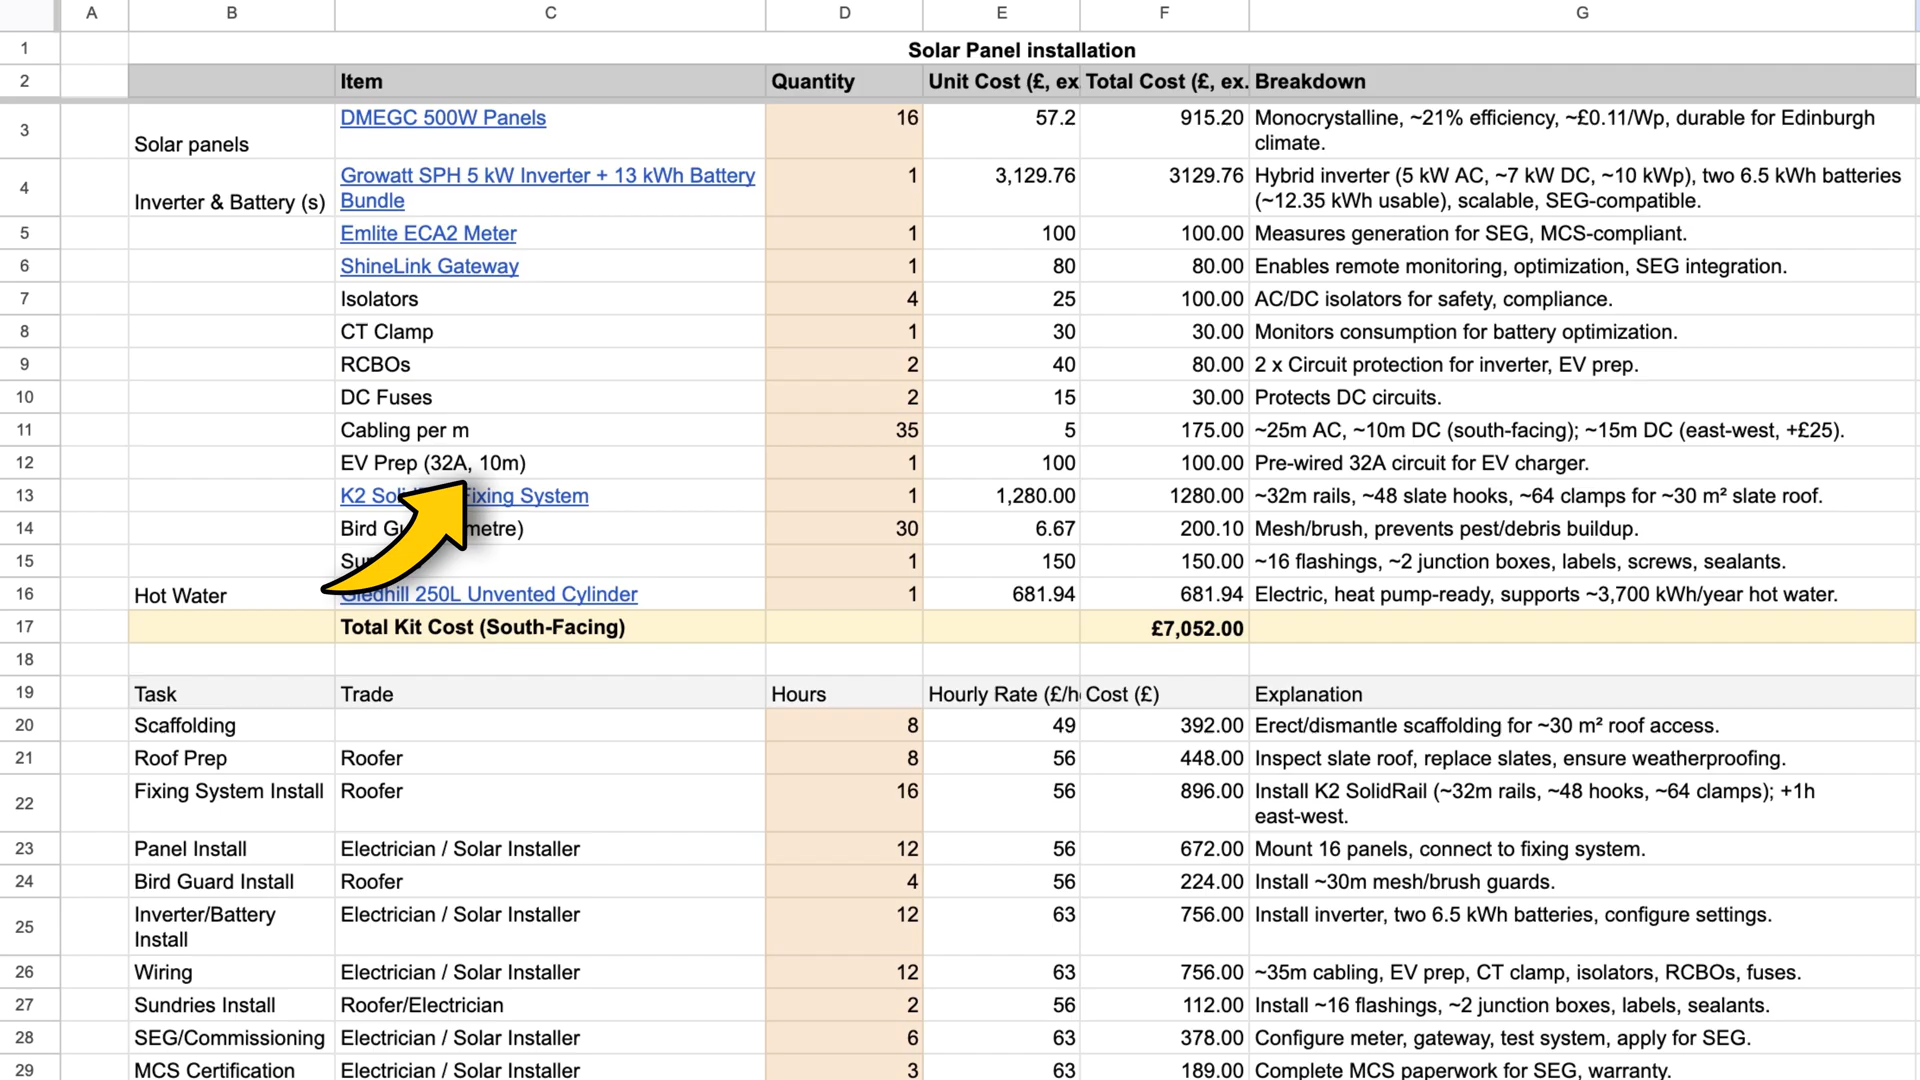 A B C D E F G
1 Solar Panel installation
2 Item Quantity Unit Cost (£, ex Total Cost (£, ex. Breakdown
3 Solar panels DMEGC 500W Panels 16 57.2 915.20 Monocrystalline, ~21% efficiency, ~£0.11/Wp, durable for Edinburgh
climate.
4 Inverter & Battery (s) Growatt SPH 5 kW Inverter + 13 kWh Battery 1 3,129.76 3129.76 Hybrid inverter (5 kW AC, ~7 kW DC, ~10 kWp), two 6.5 kWh batteries
Bundle (~12.35 kWh usable), scalable, SEG-compatible.
5 Emlite ECA2 Meter 1 100 100.00 Measures generation for SEG, MCS-compliant.
6 ShineLink Gateway 1 80 80.00 Enables remote monitoring, optimization, SEG integration.
7 Isolators 4 25 100.00 AC/DC isolators for safety, compliance.
8 CT Clamp 1 30 30.00 Monitors consumption for battery optimization.
9 RCBOs 2 40 80.00 2 x Circuit protection for inverter, EV prep.
10 DC Fuses 2 15 30.00 Protects DC circuits.
11 Cabling per m 35 5 175.00 ~25m AC, ~10m DC (south-facing); ~15m DC (east-west, +£25).
12 EV Prep (32A, 10m) 1 100 100.00 Pre-wired 32A circuit for EV charger.
13 K2 Fixing System 1 1,280.00 1280.00 ~32m rails, ~48 slate hooks, ~64 clamps for ~30 m² slate roof.
14 Bird metre) 30 6.67 200.10 Mesh/brush, prevents pest/debris buildup.
15 1 150 150.00 ~16 flashings, ~2 junction boxes, labels, screws, sealants.
16 Hot Water Gledhill 250L Unvented Cylinder 1 681.94 681.94 Electric, heat pump-ready, supports ~3,700 kWh/year hot water.
17 Total Kit Cost (South-Facing) £7,052.00
18
19 Task Trade Hours Hourly Rate (£/h Cost (£) Explanation
20 Scaffolding 8 49 392.00 Erect/dismantle scaffolding for ~30 m² roof access.
21 Roof Prep Roofer 8 56 448.00 Inspect slate roof, replace slates, ensure weatherproofing.
22 Fixing System Install Roofer 16 56 896.00 Install K2 SolidRail (~32m rails, ~48 hooks, ~64 clamps); +1h
east-west.
23 Panel Install Electrician / Solar Installer 12 56 672.00 Mount 16 panels, connect to fixing system.
24 Bird Guard Install Roofer 4 56 224.00 Install ~30m mesh/brush guards.
25 Inverter/Battery Electrician / Solar Installer 12 63 756.00 Install inverter, two 6.5 kWh batteries, configure settings.
Install
26 Wiring Electrician / Solar Installer 12 63 756.00 ~35m cabling, EV prep, CT clamp, isolators, RCBOs, fuses.
27 Sundries Install Roofer/Electrician 2 56 112.00 Install ~16 flashings, ~2 junction boxes, labels, sealants.
28 SEG/Commissioning Electrician / Solar Installer 6 63 378.00 Configure meter, gateway, test system, apply for SEG.
29 MCS Certification Electrician / Solar Installer 3 63 189.00 Complete MCS paperwork for SEG, warranty.